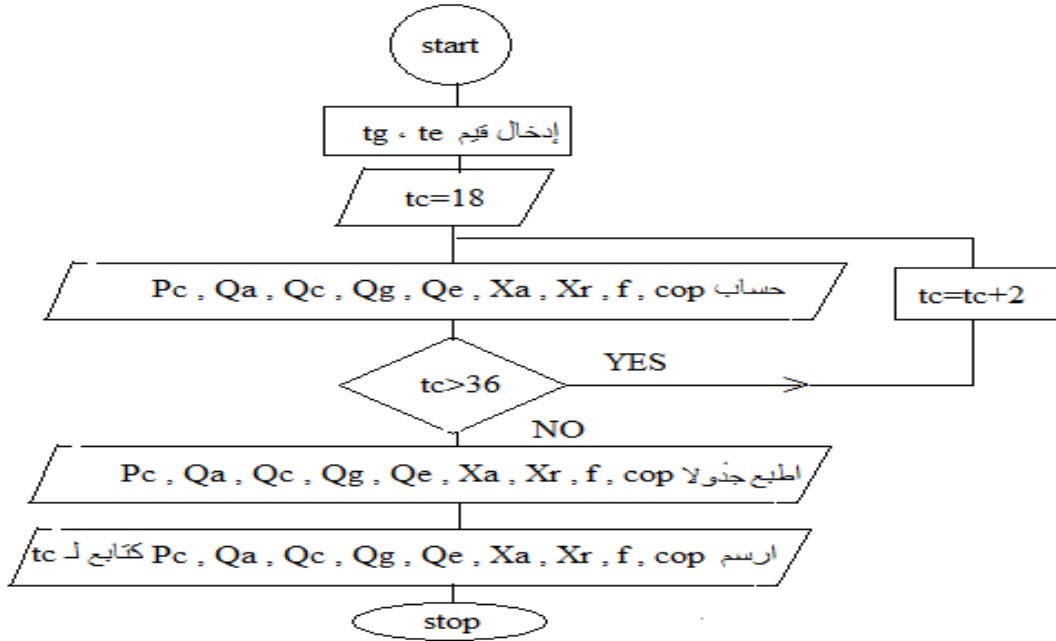 start
إدخال قيم tg ، te
tc=18
حساب Pc , Qa , Qc , Qg , Qe , Xa , Xr , f , cop
tc=tc+2
tc>36
YES
NO
اطبع جدولا Pc , Qa , Qc , Qg , Qe , Xa , Xr , f , cop
ارسم Pc , Qa , Qc , Qg , Qe , Xa , Xr , f , cop كتابع لـ tc
stop